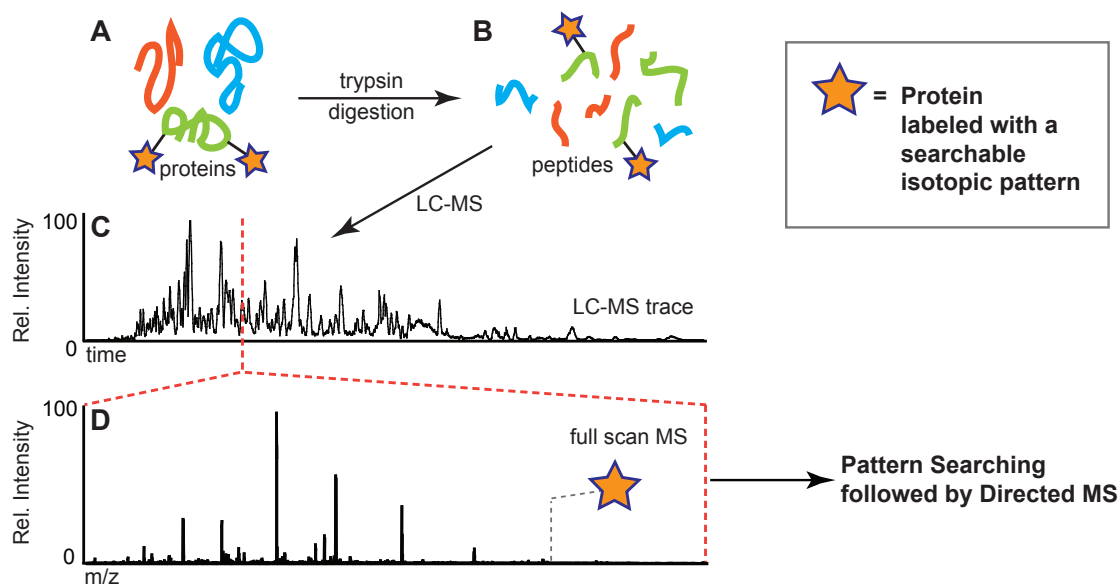 A
B
trypsin
digestion
proteins
peptides
= Protein
labeled with a
searchable
isotopic pattern
LC-MS
C
100
Rel. Intensity
0
time
LC-MS trace
D
100
Rel. Intensity
0
m/z
full scan MS
Pattern Searching
followed by Directed MS